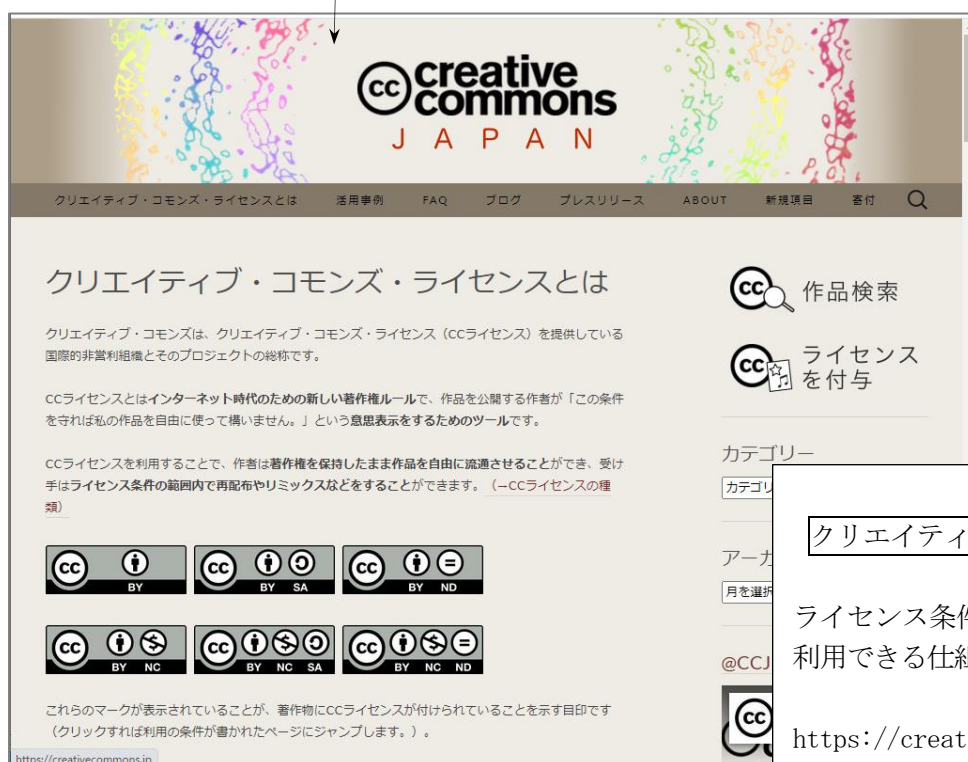 cc creative commons
JAPAN
クリエイティブ・コモンズ・ライセンスとは 活用事例 FAQ ブログ プレスリリース ABOUT 新規項目 寄付
クリエイティブ・コモンズ・ライセンスとは
クリエイティブ・コモンズは、クリエイティブ・コモンズ・ライセンス（CCライセンス）を提供している
国際的非営利組織とそのプロジェクトの総称です。
CCライセンスとはインターネット時代のための新しい著作権ルールで、作品を公開する作者が「この条件
を守れば私の作品を自由に使って構いません。」という意思表示をするためのツールです。
CCライセンスを利用することで、作者は著作権を保持したまま作品を自由に流通させることができ、受け
手はライセンス条件の範囲内で再配布やリミックスなどをすることができます。（→CCライセンスの種
類）
cc BY
cc BY SA
cc BY ND
cc BY NC
cc BY NC SA
cc BY NC ND
これらのマークが表示されていることが、著作物にCCライセンスが付けられていることを示す目印です
（クリックすれば利用の条件が書かれたページにジャンプします。）。
https://creativecommons.jp
cc 作品検索
cc ライセンス
を付与
カテゴリー
カテゴリ
アーカ
月を選択
@CCJ
cc
クリエイティ
ライセンス条件
利用できる仕組
https://creat